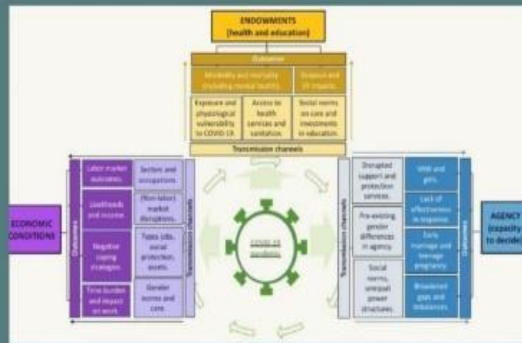 ENDOWMENTS
(health and education)
Outcomes
Morbidity and mortality
(including mental health).
Dropout and
LR impacts.
Exposure and
physiological
vulnerability
to COVID 19.
Access to
health
services and
sanitation.
Social norms
on care and
investments
in education.
Transmission channels
ECONOMIC
CONDITIONS
Outcomes
Labor market
outcomes.
Livelihoods
and income
Negative
coping
strategies
Time burden
and impact
on work
Sectors and
occupations.
(Non-labor)
market
disruptions.
Types jobs,
social
protection,
assets.
Gender
norms and
care.
Transmission channels
COVID 19
pandemic
Transmission channels
Disrupted
support and
protection
services.
Pre-existing
gender
differences
in agency.
Social
norms,
unequal
power
structures.
VAW and
girls.
Lack of
effectiveness
in response
Early
marriage and
teenage
pregnancy.
Broadened
gaps and
imbalances.
Outcomes
AGENCY
(capacity
to decide)